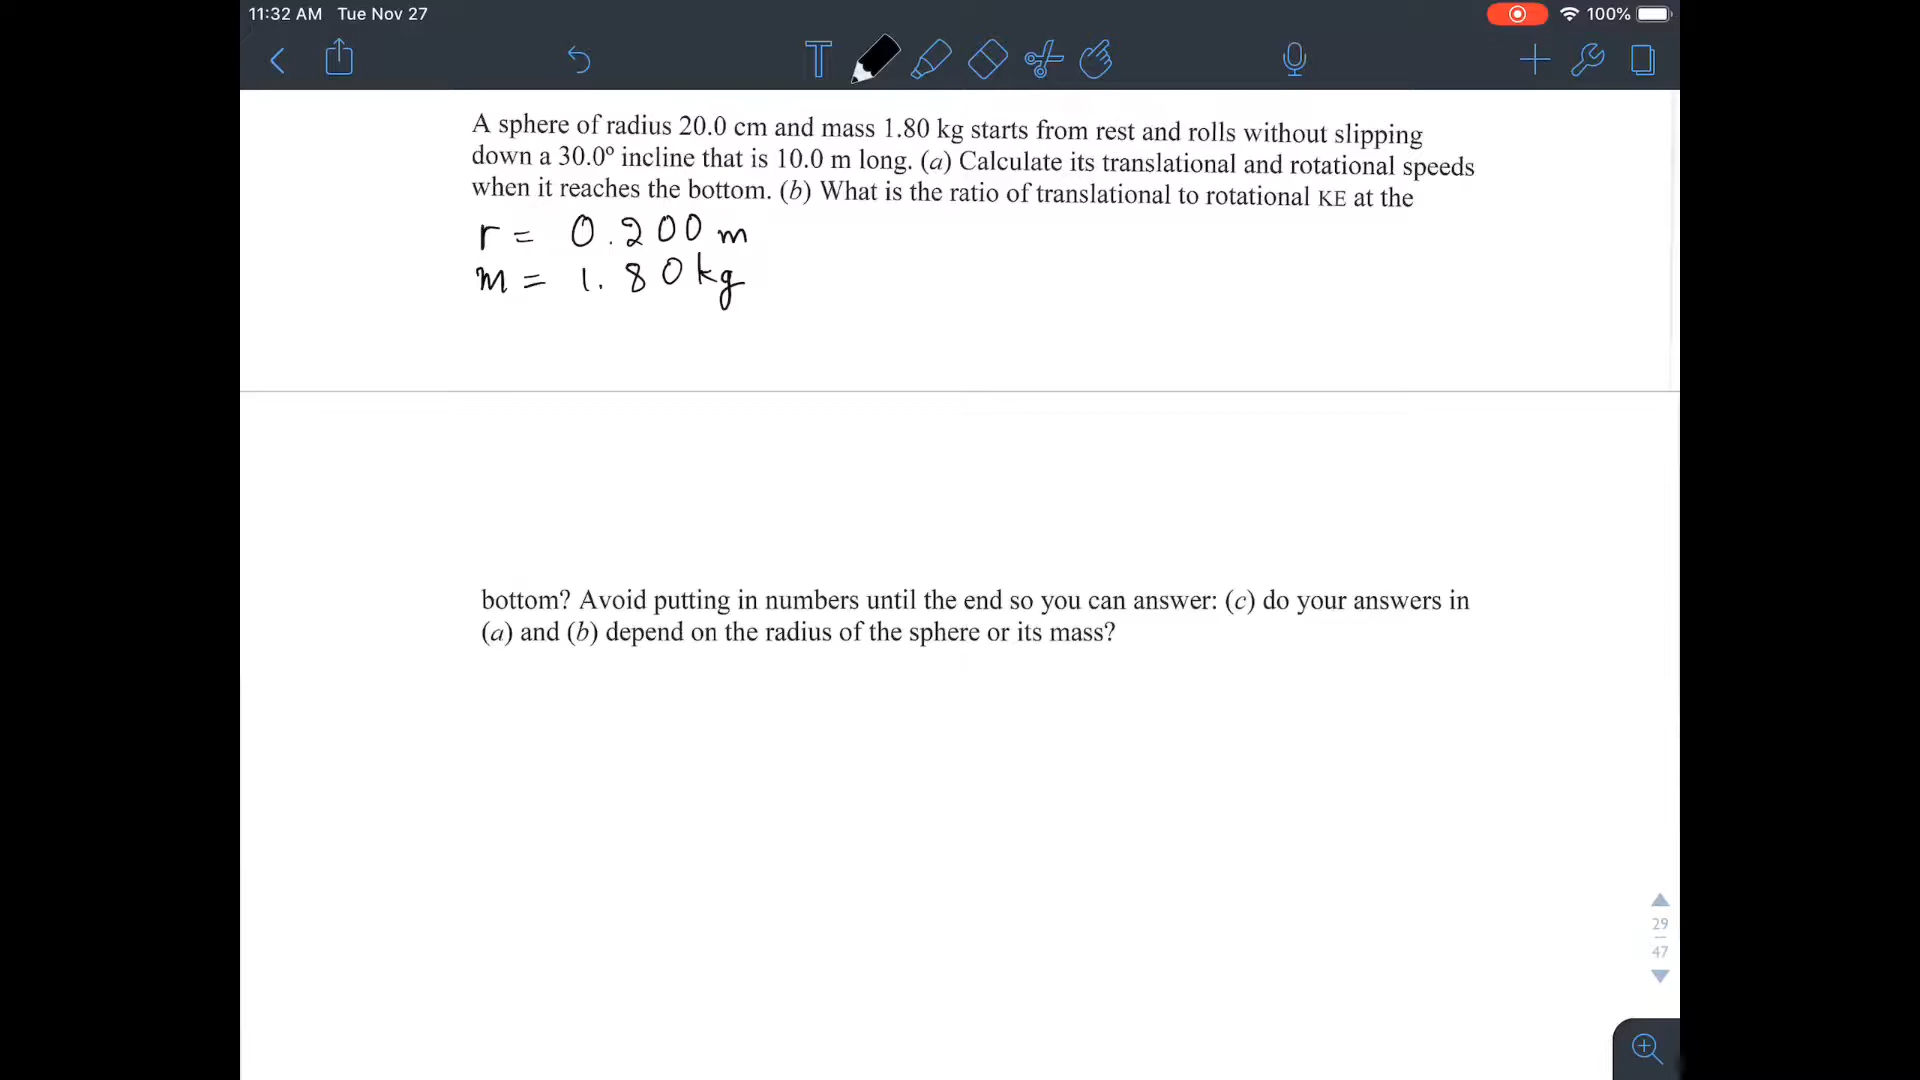 11:32 AM Tue Nov 27
100%
T
A sphere of radius 20.0 cm and mass 1.80 kg starts from rest and rolls without slipping
down a 30.0º incline that is 10.0 m long. (a) Calculate its translational and rotational speeds
when it reaches the bottom. (b) What is the ratio of translational to rotational KE at the
r = 0.200 m
m = 1.80 kg
bottom? Avoid putting in numbers until the end so you can answer: (c) do your answers in
(a) and (b) depend on the radius of the sphere or its mass?
29
47